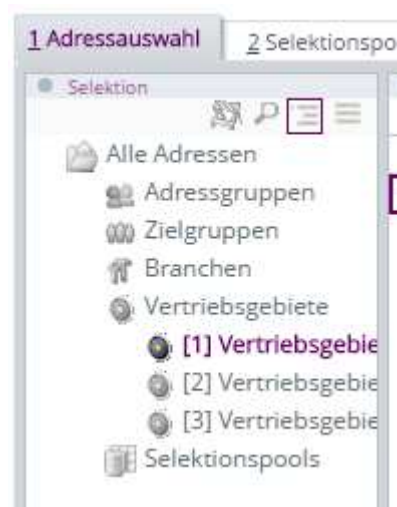 1 Adressauswahl
2 Selektionspo
Selektion
Alle Adressen
Adressgruppen
Zielgruppen
Branchen
Vertriebsgebiete
[1] Vertriebsgebie
[2] Vertriebsgebie
[3] Vertriebsgebie
Selektionspools